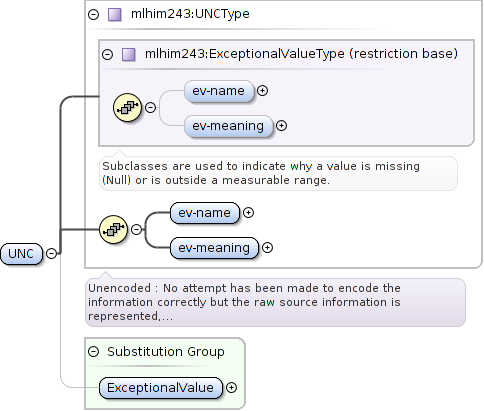 mlhim243:UNCType
mlhim243:ExceptionalValueType (restriction base)
ev-name
ev-meaning
Subclasses are used to indicate why a value is missing
(Null) or is outside a measurable range.
ev-name
ev-meaning
UNC
Unencoded : No attempt has been made to encode the
information correctly but the raw source information is
represented,...
Substitution Group
ExceptionalValue